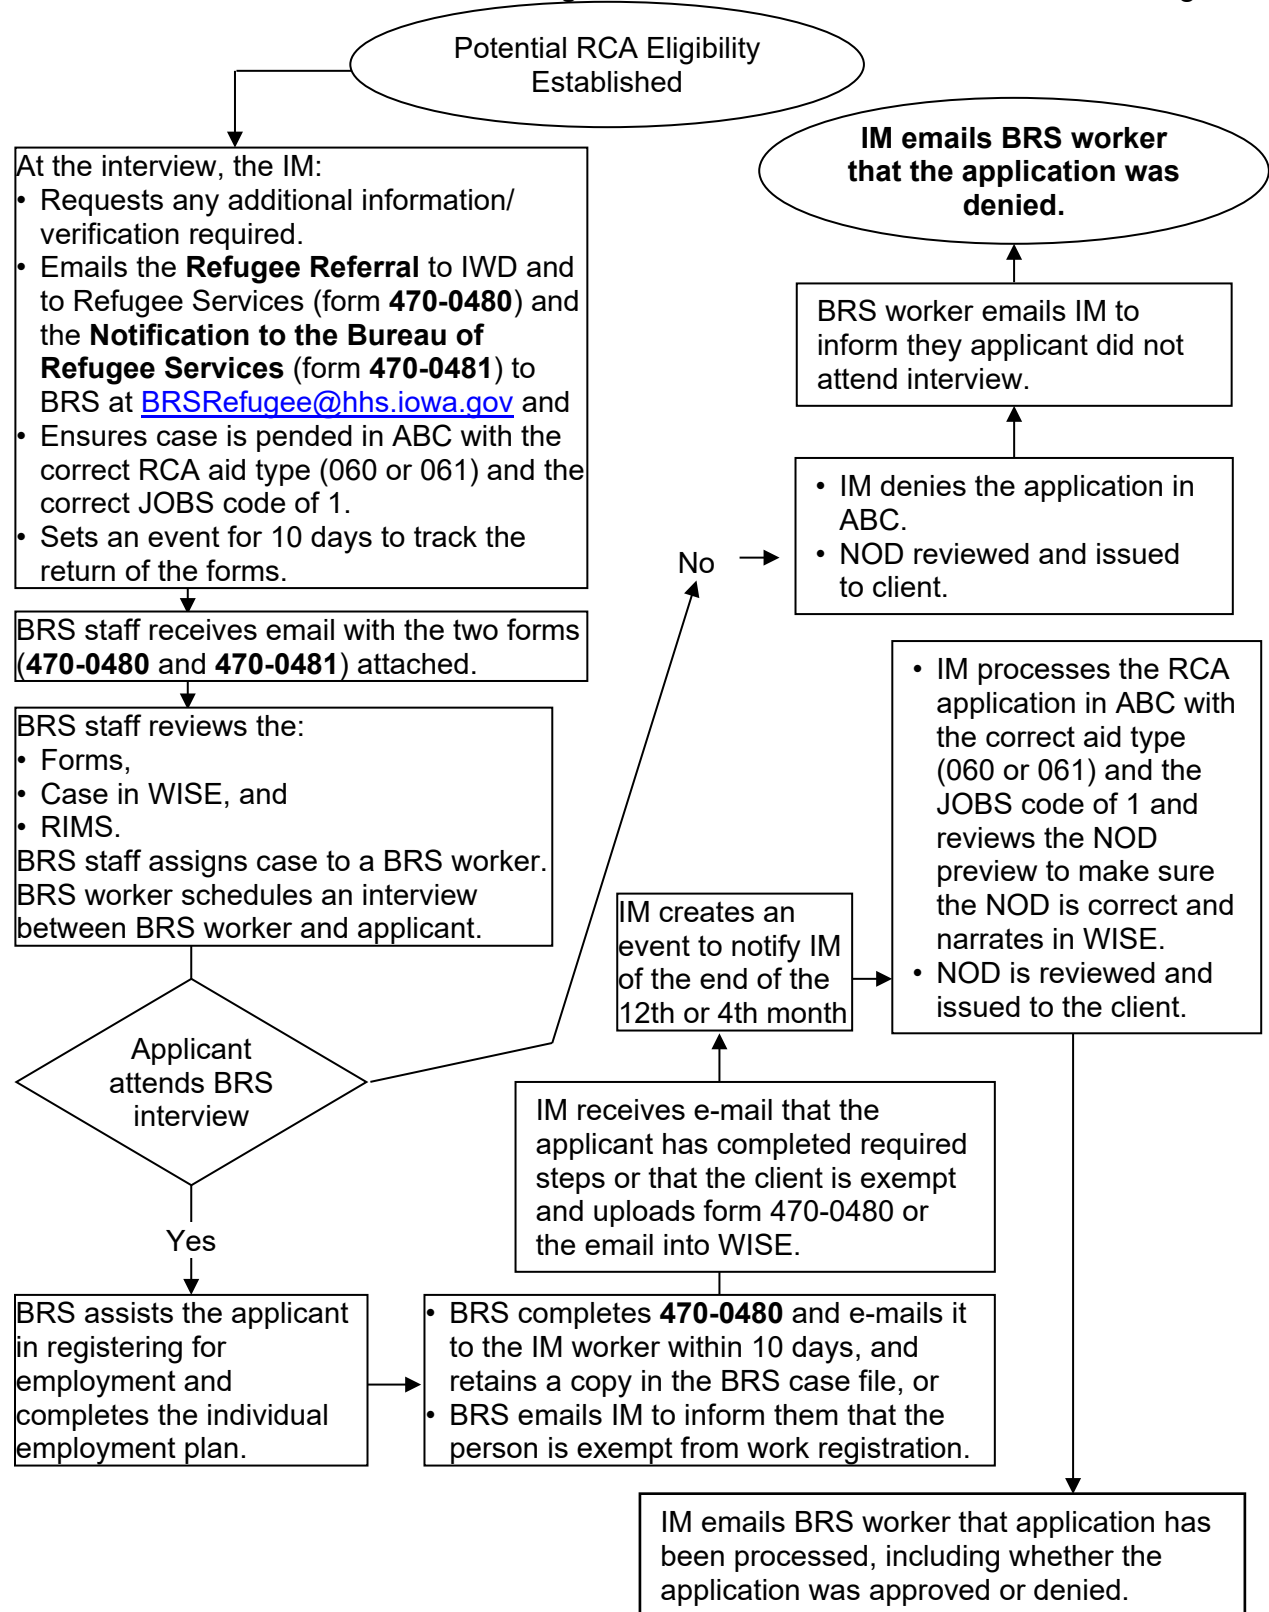 Potential RCA Eligibility
Established
At the interview, the IM:
• Requests any additional information/
verification required.
• Emails the Refugee Referral to IWD and
to Refugee Services (form 470-0480) and
the Notification to the Bureau of
Refugee Services (form 470-0481) to
BRS at BRSRefugee@hhs.iowa.gov and
• Ensures case is pended in ABC with the
correct RCA aid type (060 or 061) and the
correct JOBS code of 1.
• Sets an event for 10 days to track the
return of the forms.
BRS staff receives email with the two forms
(470-0480 and 470-0481) attached.
BRS staff reviews the:
• Forms,
• Case in WISE, and
• RIMS.
BRS staff assigns case to a BRS worker.
BRS worker schedules an interview
between BRS worker and applicant.
Applicant
attends BRS
interview
No
• IM denies the application in
ABC.
• NOD reviewed and issued
to client.
BRS worker emails IM to
inform they applicant did not
attend interview.
IM emails BRS worker
that the application was
denied.
Yes
BRS assists the applicant
in registering for
employment and
completes the individual
employment plan.
• BRS completes 470-0480 and e-mails it
to the IM worker within 10 days, and
retains a copy in the BRS case file, or
• BRS emails IM to inform them that the
person is exempt from work registration.
IM receives e-mail that the
applicant has completed required
steps or that the client is exempt
and uploads form 470-0480 or
the email into WISE.
IM creates an
event to notify IM
of the end of the
12th or 4th month
• IM processes the RCA
application in ABC with
the correct aid type
(060 or 061) and the
JOBS code of 1 and
reviews the NOD
preview to make sure
the NOD is correct and
narrates in WISE.
• NOD is reviewed and
issued to the client.
IM emails BRS worker that application has
been processed, including whether the
application was approved or denied.